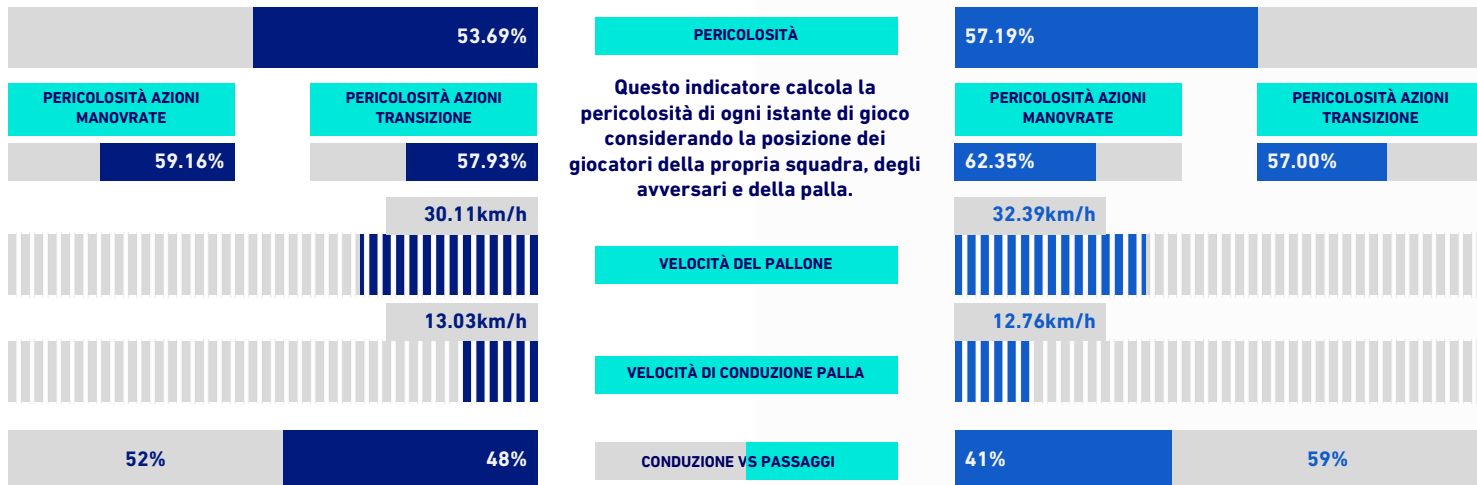 53.69%
PERICOLOSITÀ
57.19%
PERICOLOSITÀ AZIONI
MANOVRATE
59.16%
PERICOLOSITÀ AZIONI
TRANSIZIONE
57.93%
Questo indicatore calcola la
pericolosità di ogni istante di gioco
considerando la posizione dei
giocatori della propria squadra, degli
avversari e della palla.
PERICOLOSITÀ AZIONI
MANOVRATE
62.35%
PERICOLOSITÀ AZIONI
TRANSIZIONE
57.00%
30.11km/h
VELOCITÀ DEL PALLONE
32.39km/h
13.03km/h
VELOCITÀ DI CONDUZIONE PALLA
12.76km/h
52%
48%
CONDUZIONE VS PASSAGGI
41%
59%